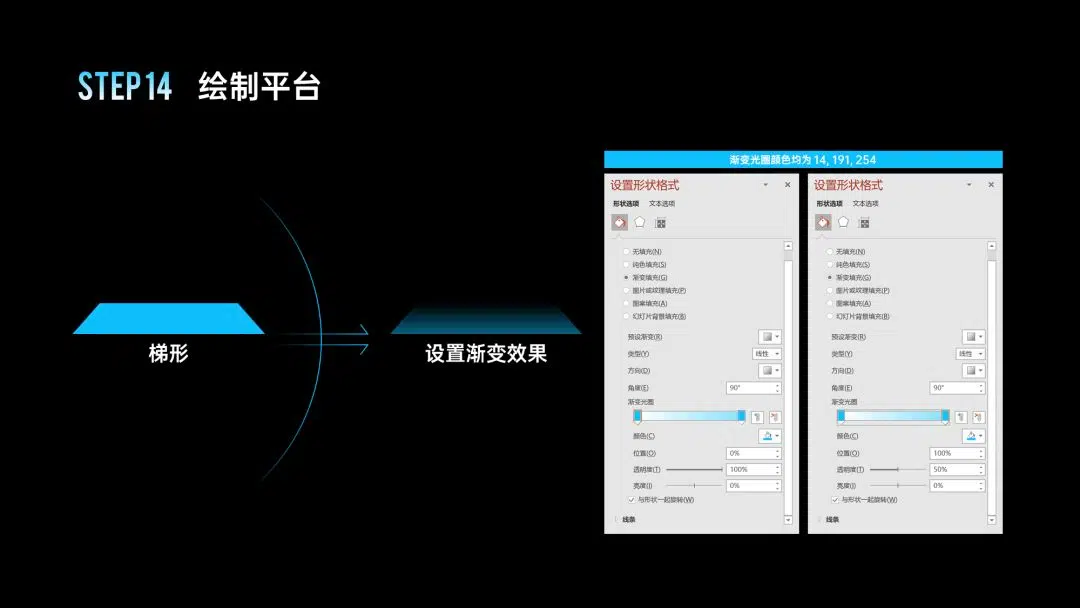 STEP14 绘制平台
梯形
设置渐变效果
渐变光圈颜色均为 14, 191, 254
设置形状格式
形状选项 文本选项
无填充(N)
纯色填充(S)
渐变填充(G)
图片或纹理填充(P)
图案填充(A)
幻灯片背景填充(B)
预设渐变(R)
类型(Y) 线性
方向(D)
角度(E) 90°
渐变光圈
颜色(C)
位置(O) 0%
透明度(T) 100%
亮度(I) 0%
与形状一起旋转(W)
线条
设置形状格式
形状选项 文本选项
无填充(N)
纯色填充(S)
渐变填充(G)
图片或纹理填充(P)
图案填充(A)
幻灯片背景填充(B)
预设渐变(R)
类型(Y) 线性
方向(D)
角度(E) 90°
渐变光圈
颜色(C)
位置(O) 100%
透明度(T) 50%
亮度(I) 0%
与形状一起旋转(W)
线条